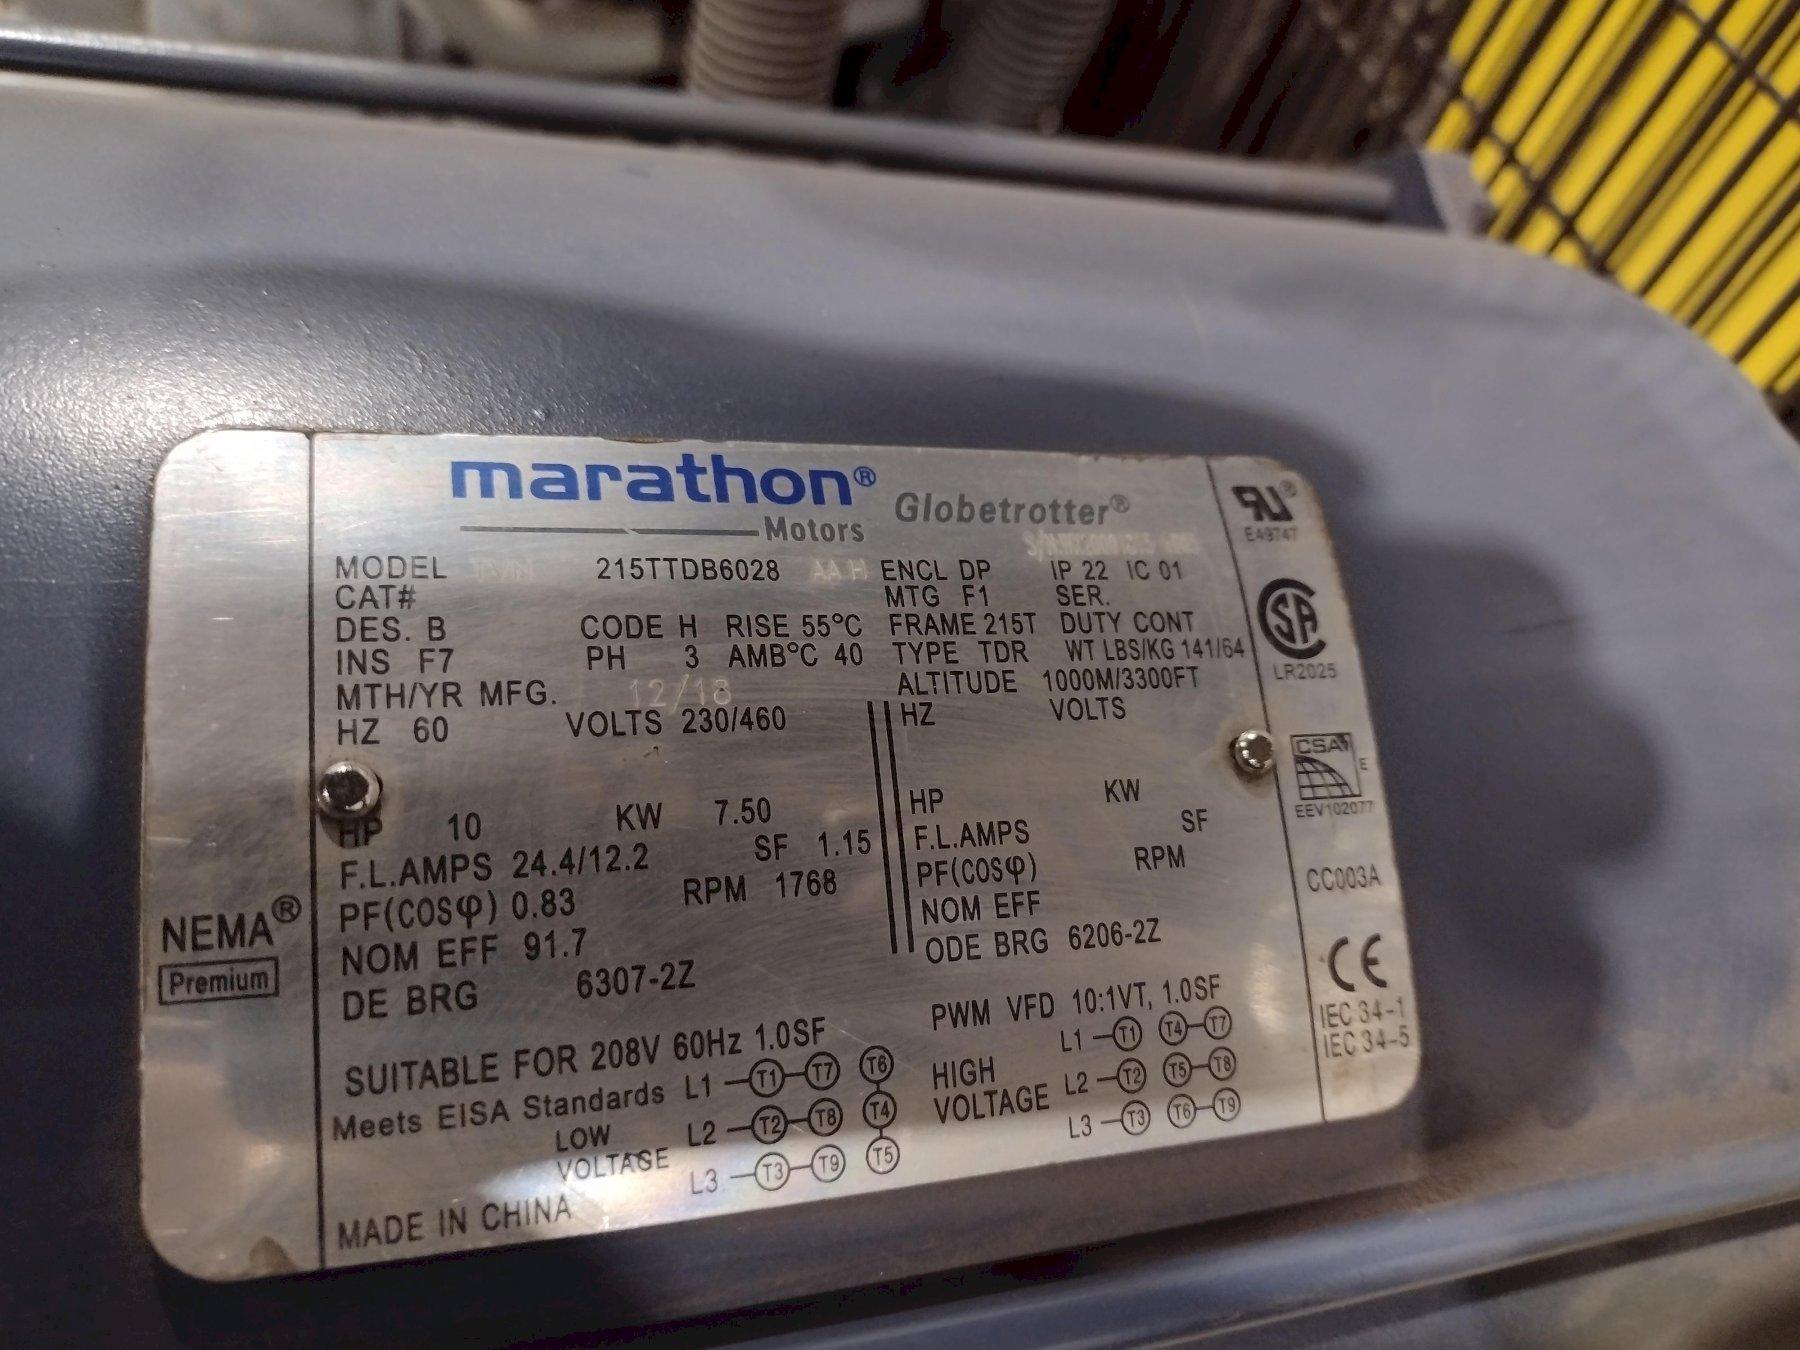 marathon®
Motors
Globetrotter®
MODEL 215TTDB6028 AA H ENCL DP IP 22 IC 01
CAT# MTG F1 SER.
DES. B CODE H RISE 55°C FRAME 215T DUTY CONT
INS F7 PH 3 AMB°C 40 TYPE TDR WT LBS/KG 141/64
MTH/YR MFG. 12/18 ALTITUDE 1000M/3300FT
HZ 60 VOLTS 230/460 HZ VOLTS
HP 10 KW 7.50 HP KW
F.L.AMPS 24.4/12.2 SF 1.15 F.L.AMPS SF
PF(COSφ) 0.83 RPM 1768 PF(COSφ) RPM
NOM EFF 91.7 NOM EFF
DE BRG 6307-2Z ODE BRG 6206-2Z
SUITABLE FOR 208V 60Hz 1.0SF PWM VFD 10:1VT, 1.0SF
Meets EISA Standards
LOW VOLTAGE
L1 T1 T7 T6
L2 T2 T8 T4
L3 T3 T9 T5
HIGH VOLTAGE
L1 T1 T4 T7
L2 T2 T5 T8
L3 T3 T6 T9
MADE IN CHINA
NEMA®
Premium
®
E49747
LR2025
CSA E
EEV102077
CC003A
CE
IEC 34-1
IEC 34-5